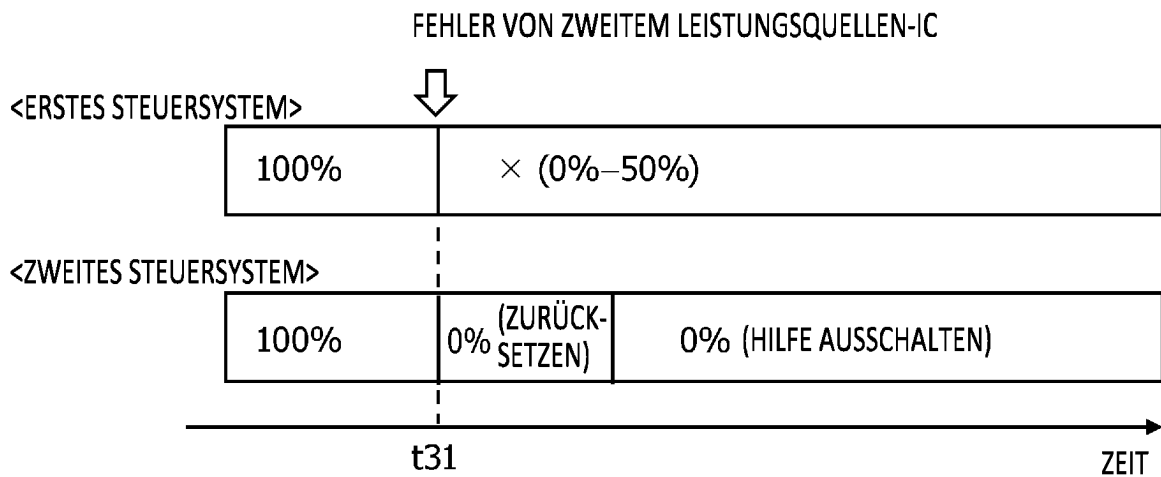 FEHLER VON ZWEITEM LEISTUNGSQUELLEN-IC
<ERSTES STEUERSYSTEM>
100%
× (0%–50%)
<ZWEITES STEUERSYSTEM>
100%
0% (ZURÜCK-
SETZEN)
0% (HILFE AUSSCHALTEN)
t31
ZEIT